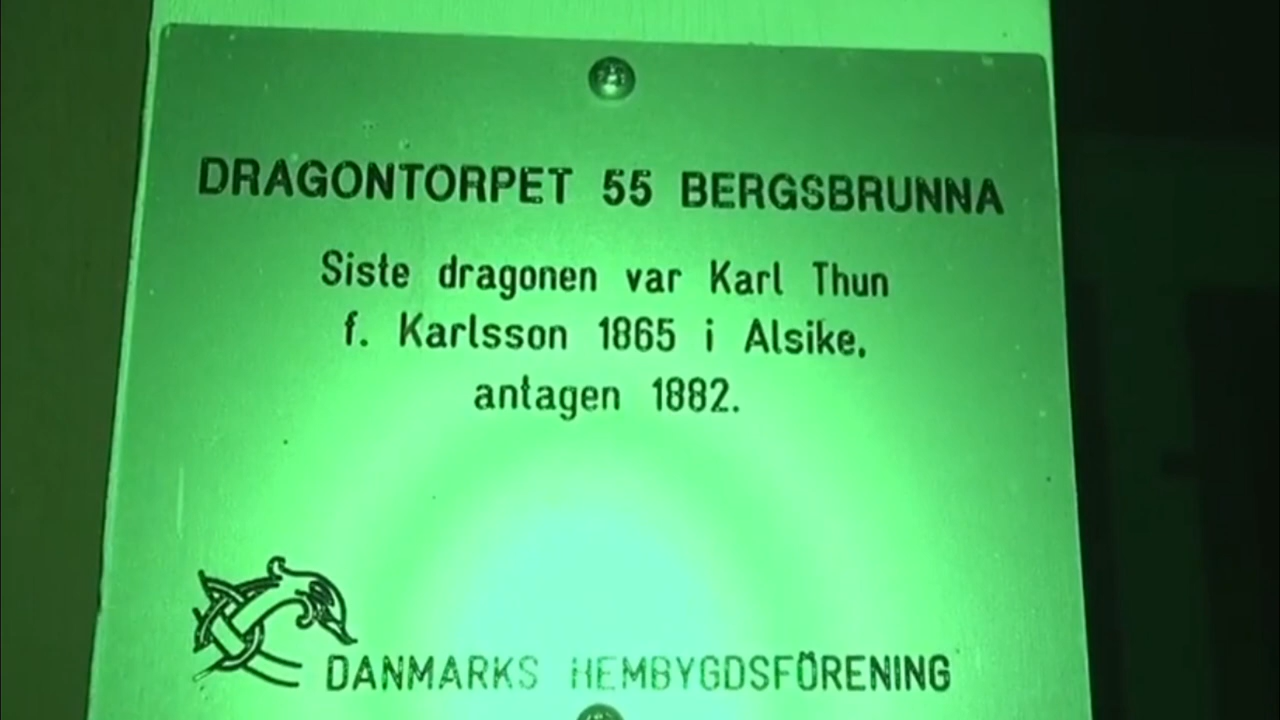 DRAGONTORPET 55 BERGSBRUNNA
Siste dragonen var Karl Thun
f. Karlsson 1865 i Alsike,
antagen 1882.
DANMARKS HEMBYGDSFÖRENING